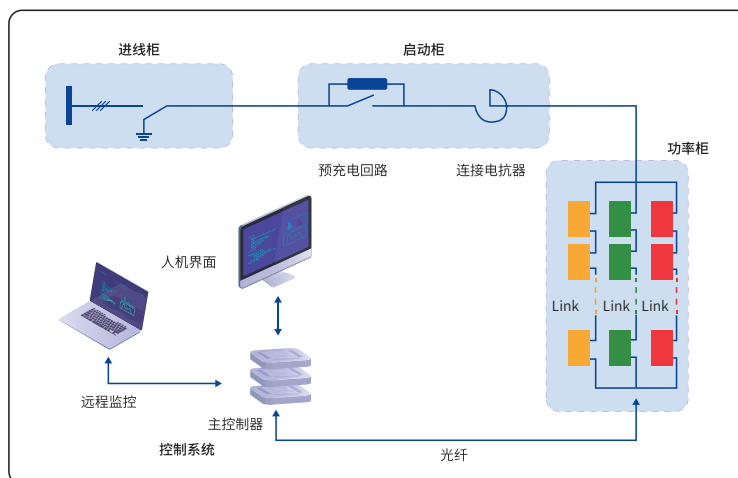 进线柜
启动柜
预充电回路
连接电抗器
功率柜
人机界面
Link
Link
Link
远程监控
主控制器
控制系统
光纤